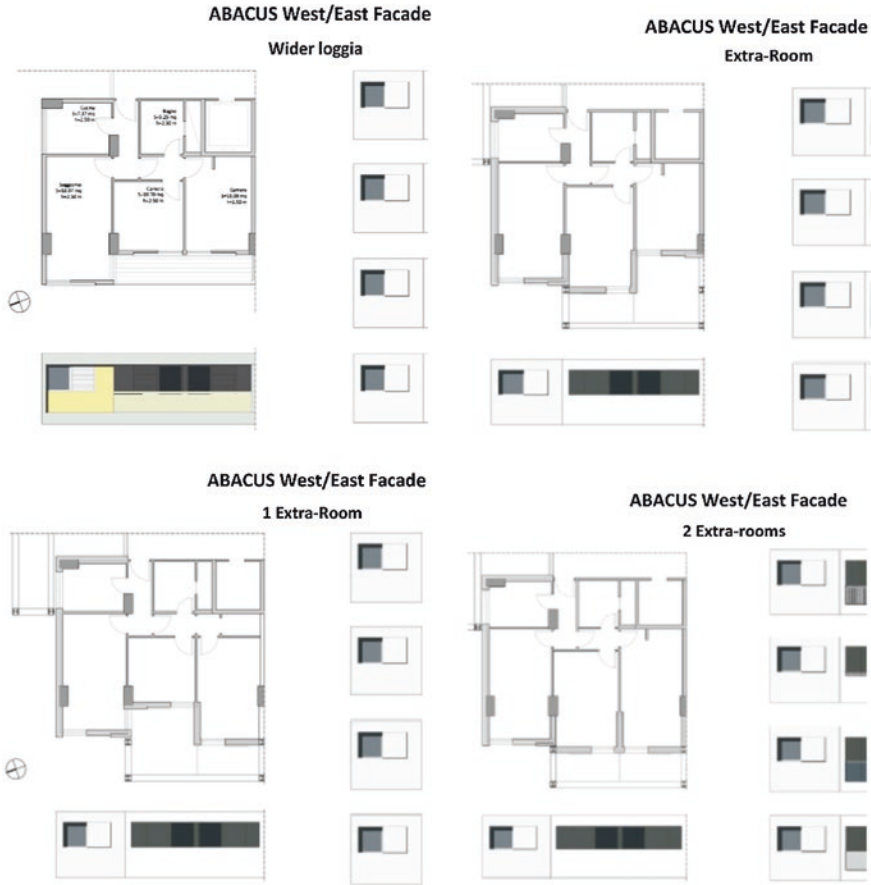 ABACUS West/East Facade
Wider loggia
Cucina
Bagno
Soggiorno
Camera
Camera
ABACUS West/East Facade
Extra-Room
ABACUS West/East Facade
1 Extra-Room
ABACUS West/East Facade
2 Extra-rooms